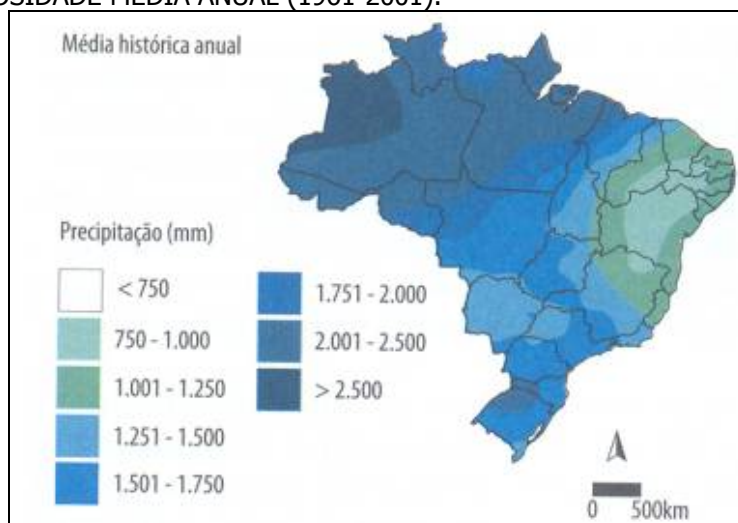 Média histórica anual
Precipitação (mm)
< 750
750 - 1.000
1.001 - 1.250
1.251 - 1.500
1.501 - 1.750
1.751 - 2.000
2.001 - 2.500
> 2.500
0 500km